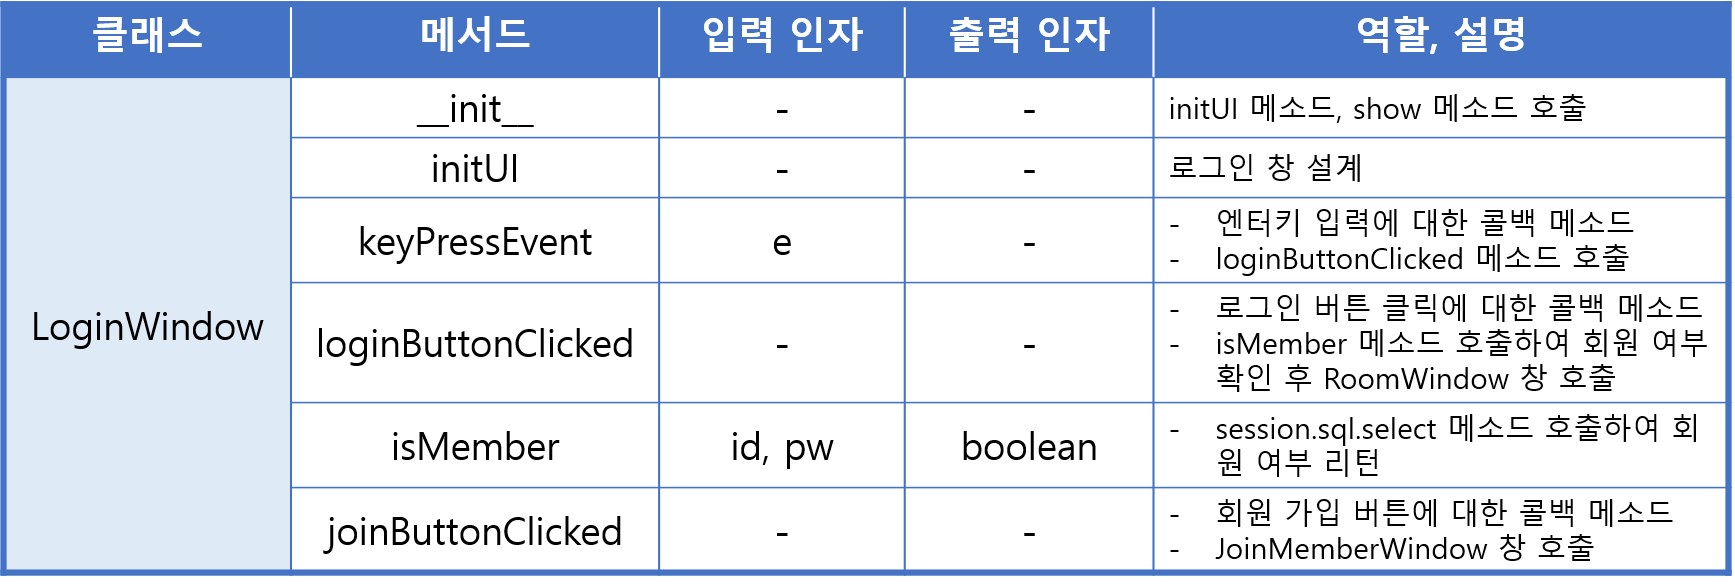 클래스 메서드 입력 인자 출력 인자 역할, 설명
LoginWindow
__init__ - - initUI 메소드, show 메소드 호출
initUI - - 로그인 창 설계
keyPressEvent e -
- 엔터키 입력에 대한 콜백 메소드
- loginButtonClicked 메소드 호출
loginButtonClicked - -
- 로그인 버튼 클릭에 대한 콜백 메소드
- isMember 메소드 호출하여 회원 여부
확인 후 RoomWindow 창 호출
isMember id, pw boolean
- session.sql.select 메소드 호출하여 회
원 여부 리턴
joinButtonClicked - -
- 회원 가입 버튼에 대한 콜백 메소드
- JoinMemberWindow 창 호출